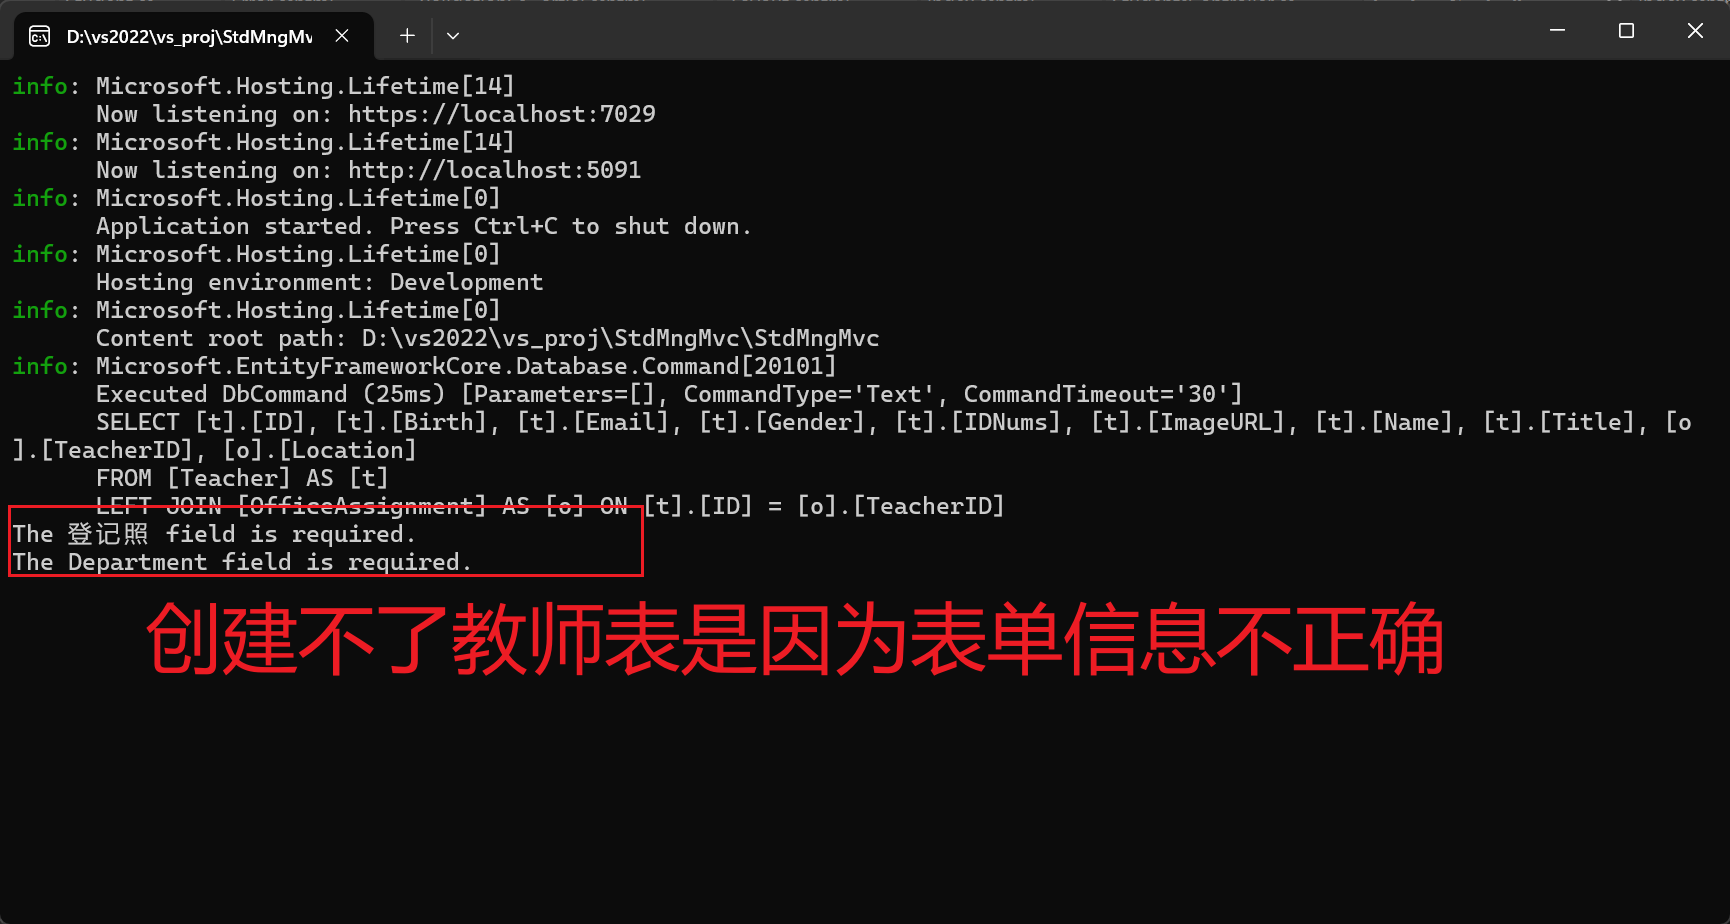 D:\vs2022\vs_proj\StdMngMv
info: Microsoft.Hosting.Lifetime[14]
Now listening on: https://localhost:7029
info: Microsoft.Hosting.Lifetime[14]
Now listening on: http://localhost:5091
info: Microsoft.Hosting.Lifetime[0]
Application started. Press Ctrl+C to shut down.
info: Microsoft.Hosting.Lifetime[0]
Hosting environment: Development
info: Microsoft.Hosting.Lifetime[0]
Content root path: D:\vs2022\vs_proj\StdMngMvc\StdMngMvc
info: Microsoft.EntityFrameworkCore.Database.Command[20101]
Executed DbCommand (25ms) [Parameters=[], CommandType='Text', CommandTimeout='30']
SELECT [t].[ID], [t].[Birth], [t].[Email], [t].[Gender], [t].[IDNums], [t].[ImageURL], [t].[Name], [t].[Title], [o
].[TeacherID], [o].[Location]
FROM [Teacher] AS [t]
LEFT JOIN [OfficeAssignment] AS [o] ON [t].[ID] = [o].[TeacherID]
The 登记照 field is required.
The Department field is required.
创建不了教师表是因为表单信息不正确